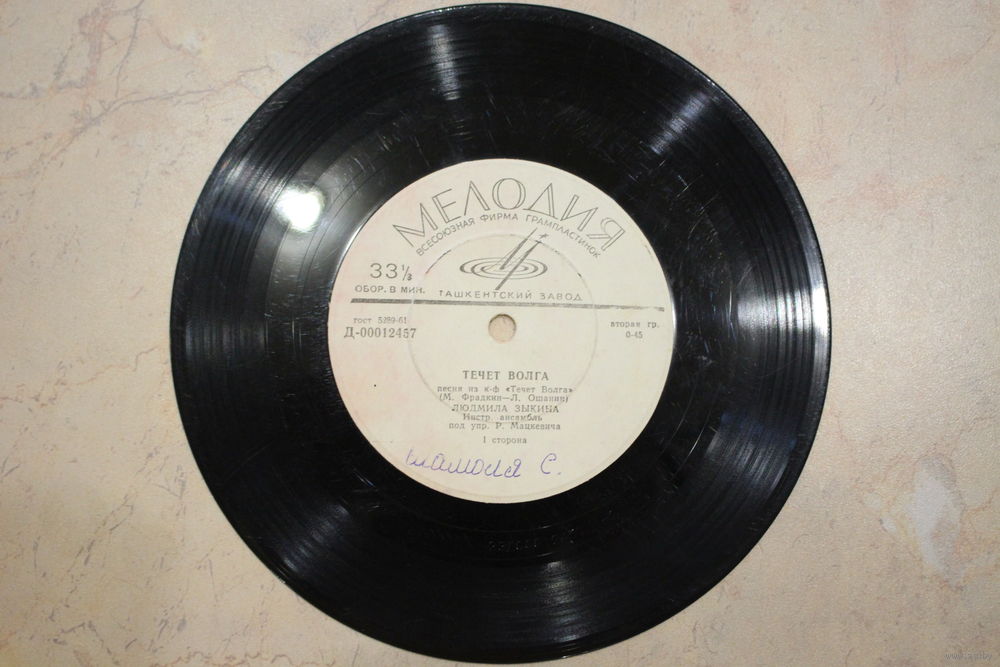 МЕЛОДИЯ
ВСЕСОЮЗНАЯ ФИРМА ГРАМПЛАСТИНОК
33⅓
ОБОР. В МИН.
ТАШКЕНТСКИЙ ЗАВОД
гост 5289-61
Д-00012457
вторая гр.
0-45
ТЕЧЕТ ВОЛГА
песня из к-ф «Течет Волга»
(М. Фрадкин—Л. Ошанин)
ЛЮДМИЛА ЗЫКИНА
Инстр. ансамбль
под упр. Р. Мацкевича
I сторона
С.